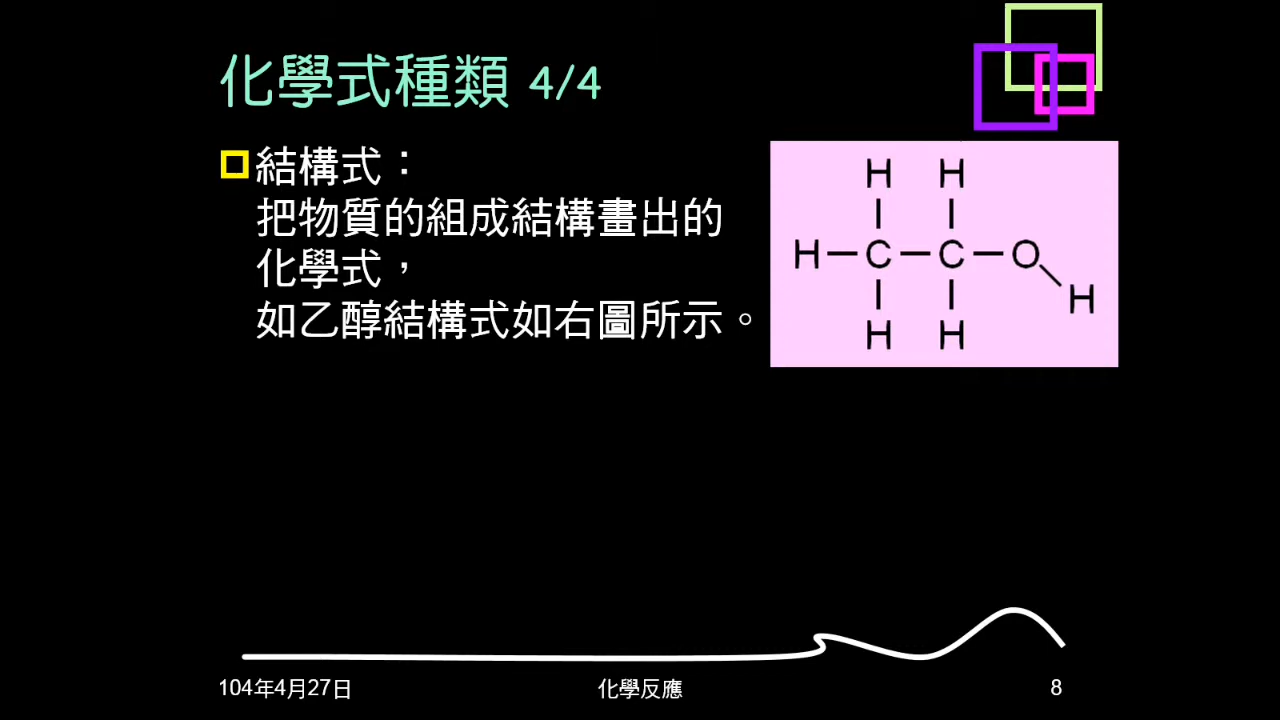 化學式種類 4/4
結構式：
把物質的組成結構畫出的
化學式，
如乙醇結構式如右圖所示。
H H
H C C O
H
H H
104年4月27日 化學反應 8